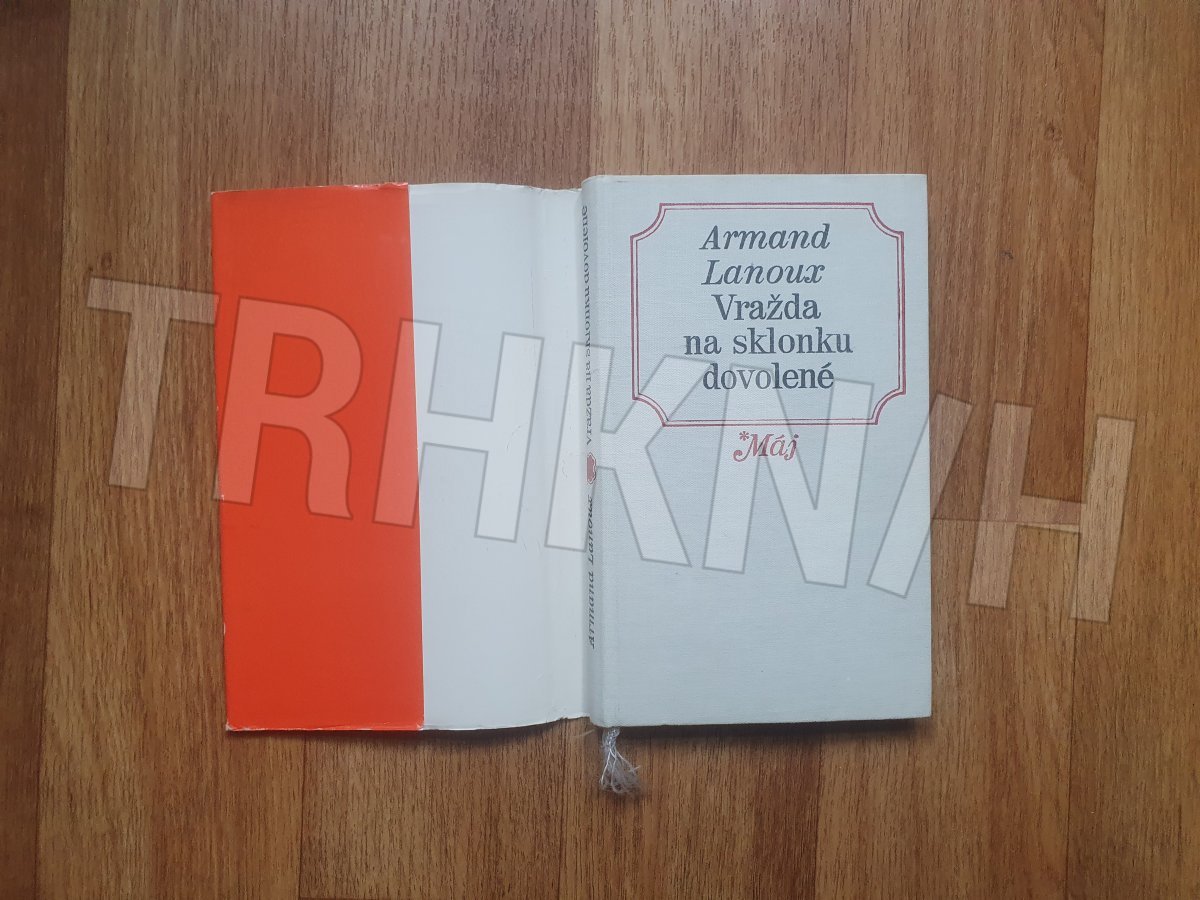 Armand
Lanoux
Vražda
na sklonku
dovolené
*Máj
Armand Lanoux Vražda na sklonku dovolené
TRHKNIH